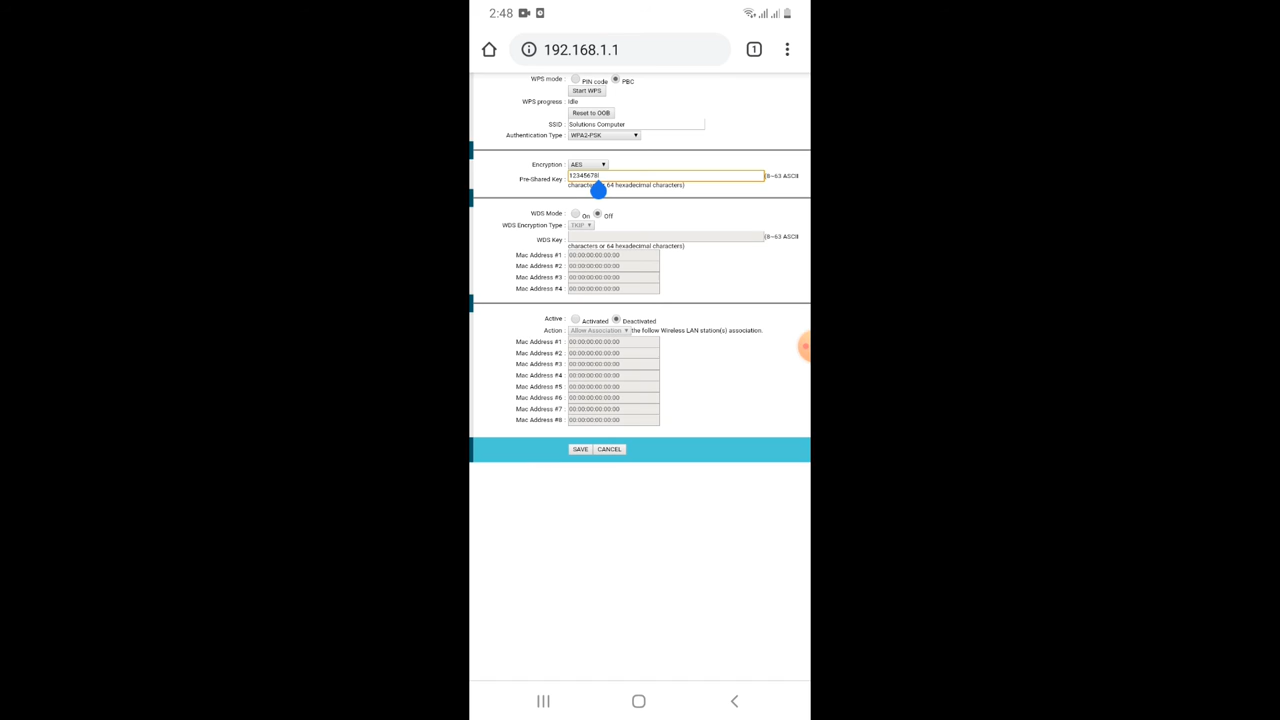 2:48
192.168.1.1
1
WPS mode : PIN code PBC
Start WPS
WPS progress : Idle
Reset to OOB
SSID : Solutions Computer
Authentication Type : WPA2-PSK
Encryption : AES
Pre-Shared Key : 12345678 (8~63 ASCII
characters or 64 hexadecimal characters)
WDS Mode : On Off
WDS Encryption Type : TKIP
WDS Key : (8~63 ASCII
characters or 64 hexadecimal characters)
Mac Address #1 : 00:00:00:00:00:00
Mac Address #2 : 00:00:00:00:00:00
Mac Address #3 : 00:00:00:00:00:00
Mac Address #4 : 00:00:00:00:00:00
Active : Activated Deactivated
Action : Allow Association the follow Wireless LAN station(s) association.
Mac Address #1 : 00:00:00:00:00:00
Mac Address #2 : 00:00:00:00:00:00
Mac Address #3 : 00:00:00:00:00:00
Mac Address #4 : 00:00:00:00:00:00
Mac Address #5 : 00:00:00:00:00:00
Mac Address #6 : 00:00:00:00:00:00
Mac Address #7 : 00:00:00:00:00:00
Mac Address #8 : 00:00:00:00:00:00
SAVE CANCEL